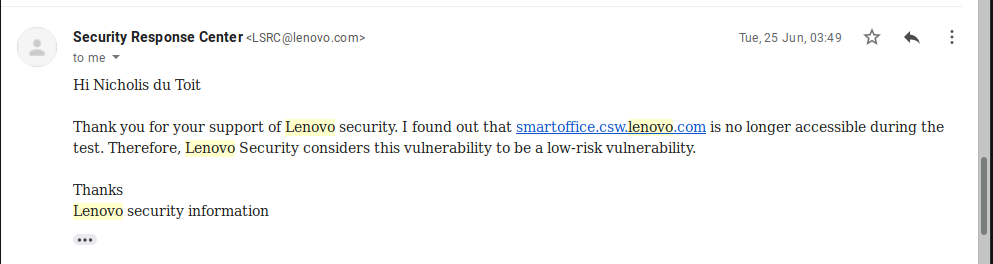 Security Response Center <LSRC@lenovo.com>
Tue, 25 Jun, 03:49
to me
Hi Nicholis du Toit
Thank you for your support of Lenovo security. I found out that smartoffice.csw.lenovo.com is no longer accessible during the
test. Therefore, Lenovo Security considers this vulnerability to be a low-risk vulnerability.
Thanks
Lenovo security information